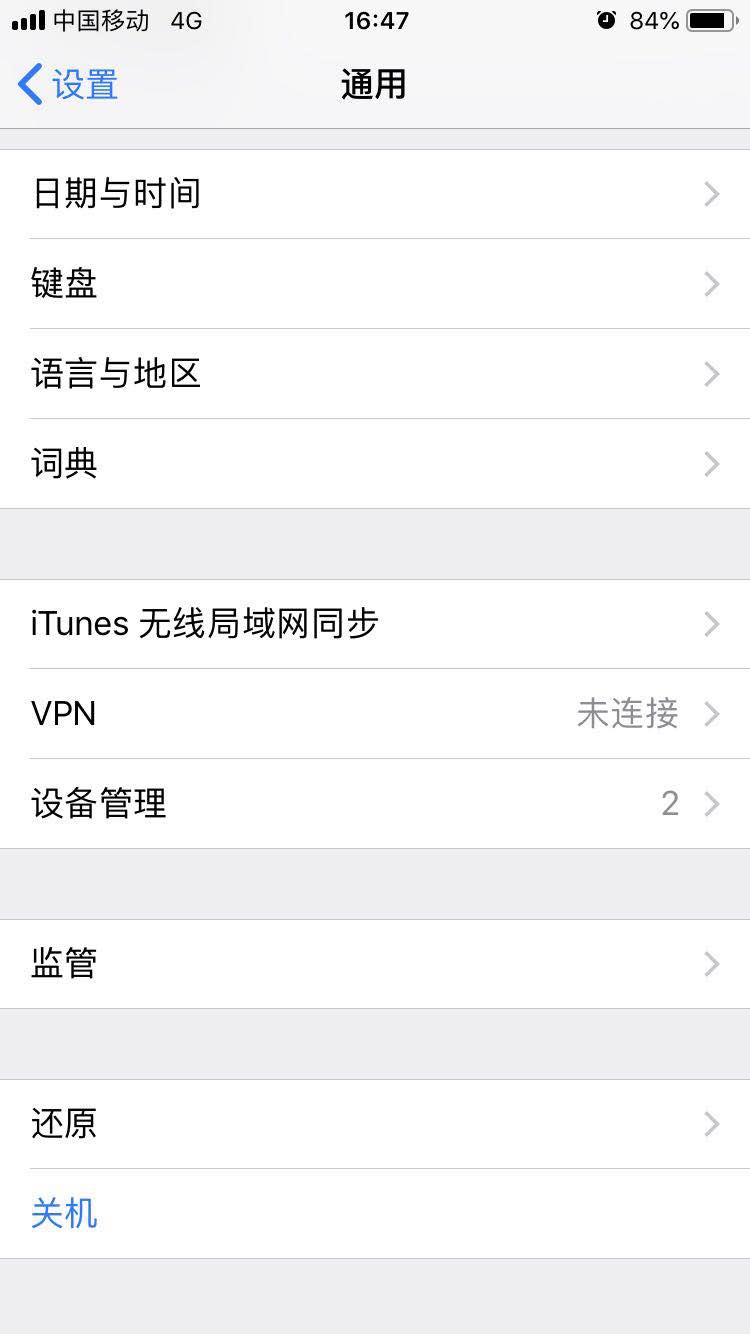 中国移动 4G 16:47 84%
设置 通用
日期与时间
键盘
语言与地区
词典
iTunes 无线局域网同步
VPN 未连接
设备管理 2
监管
还原
关机